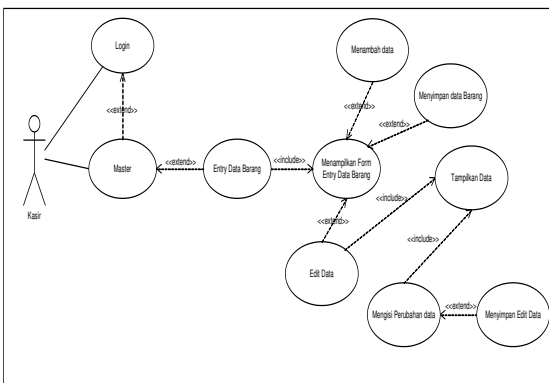 Login
Menambah data
<<extend>>
<<extend>>
Menyimpan data Barang
<<extend>>
Master
<<extend>>
Entry Data Barang
<<include>>
Menampilkan Form
Entry Data Barang
Tampilkan Data
Kasir
<<include>>
<<extend>>
<<include>>
Edit Data
<<extend>>
Mengisi Perubahan data
Menyimpan Edit Data